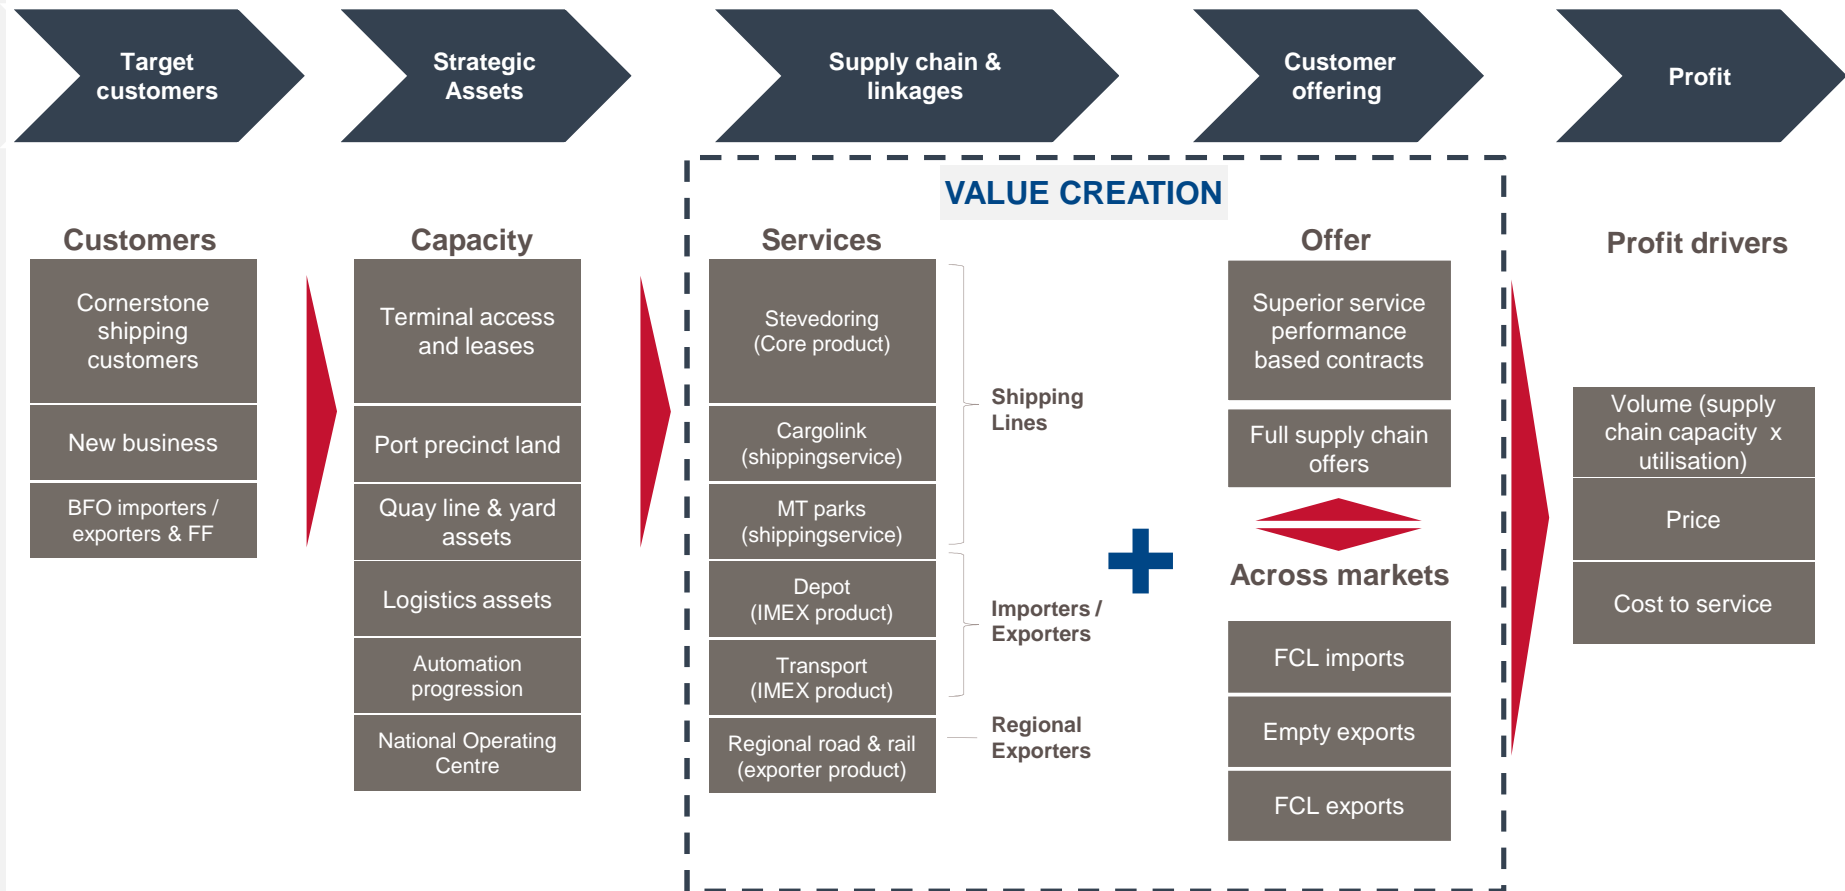 Target
customers
Strategic
Assets
Supply chain &
linkages
Customer
offering
Profit
VALUE CREATION
Customers
Cornerstone
shipping
customers
New business
BFO importers /
exporters & FF
Capacity
Terminal access
and leases
Port precinct land
Quay line & yard
assets
Logistics assets
Automation
progression
National Operating
Centre
Services
Stevedoring
(Core product)
Cargolink
(shippingservice)
MT parks
(shippingservice)
Depot
(IMEX product)
Transport
(IMEX product)
Regional road & rail
(exporter product)
Shipping
Lines
Importers /
Exporters
Regional
Exporters
Offer
Superior service
performance
based contracts
Full supply chain
offers
Across markets
FCL imports
Empty exports
FCL exports
Profit drivers
Volume (supply
chain capacity x
utilisation)
Price
Cost to service